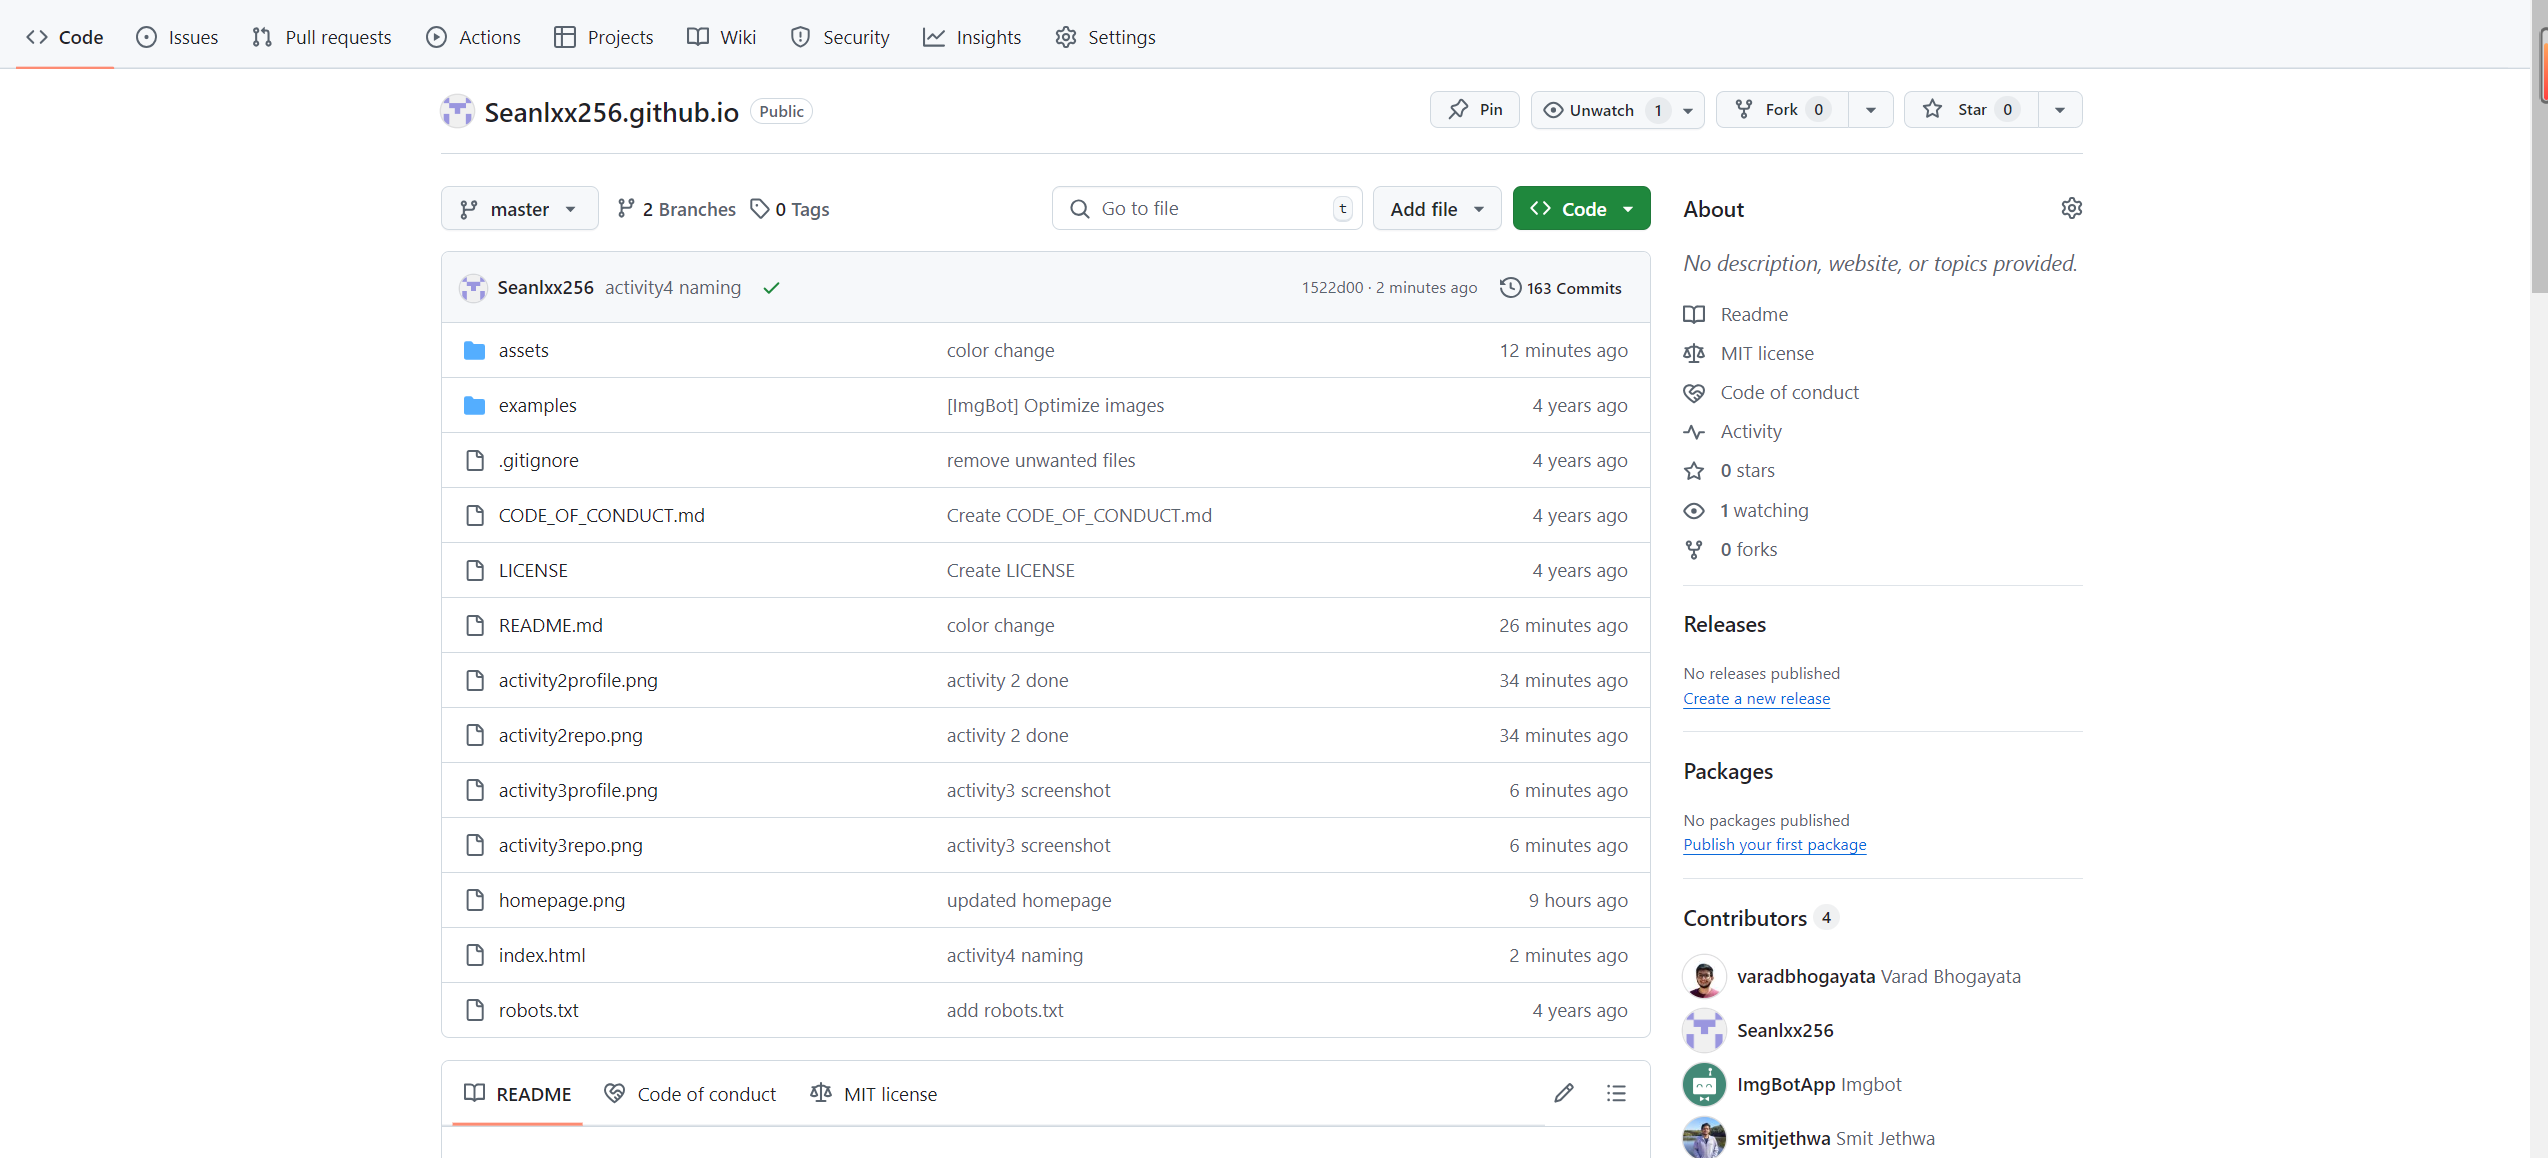 Code Issues Pull requests Actions Projects Wiki Security Insights Settings
Seanlxx256.github.io Public Pin Unwatch 1 Fork 0 Star 0
master 2 Branches 0 Tags Go to file t Add file Code
Seanlxx256 activity4 naming 1522d00 · 2 minutes ago 163 Commits
assets color change 12 minutes ago
examples [ImgBot] Optimize images 4 years ago
.gitignore remove unwanted files 4 years ago
CODE_OF_CONDUCT.md Create CODE_OF_CONDUCT.md 4 years ago
LICENSE Create LICENSE 4 years ago
README.md color change 26 minutes ago
activity2profile.png activity 2 done 34 minutes ago
activity2repo.png activity 2 done 34 minutes ago
activity3profile.png activity3 screenshot 6 minutes ago
activity3repo.png activity3 screenshot 6 minutes ago
homepage.png updated homepage 9 hours ago
index.html activity4 naming 2 minutes ago
robots.txt add robots.txt 4 years ago
README Code of conduct MIT license
About
No description, website, or topics provided.
Readme
MIT license
Code of conduct
Activity
0 stars
1 watching
0 forks
Releases
No releases published
Create a new release
Packages
No packages published
Publish your first package
Contributors 4
varadbhogayata Varad Bhogayata
Seanlxx256
ImgBotApp Imgbot
smitjethwa Smit Jethwa